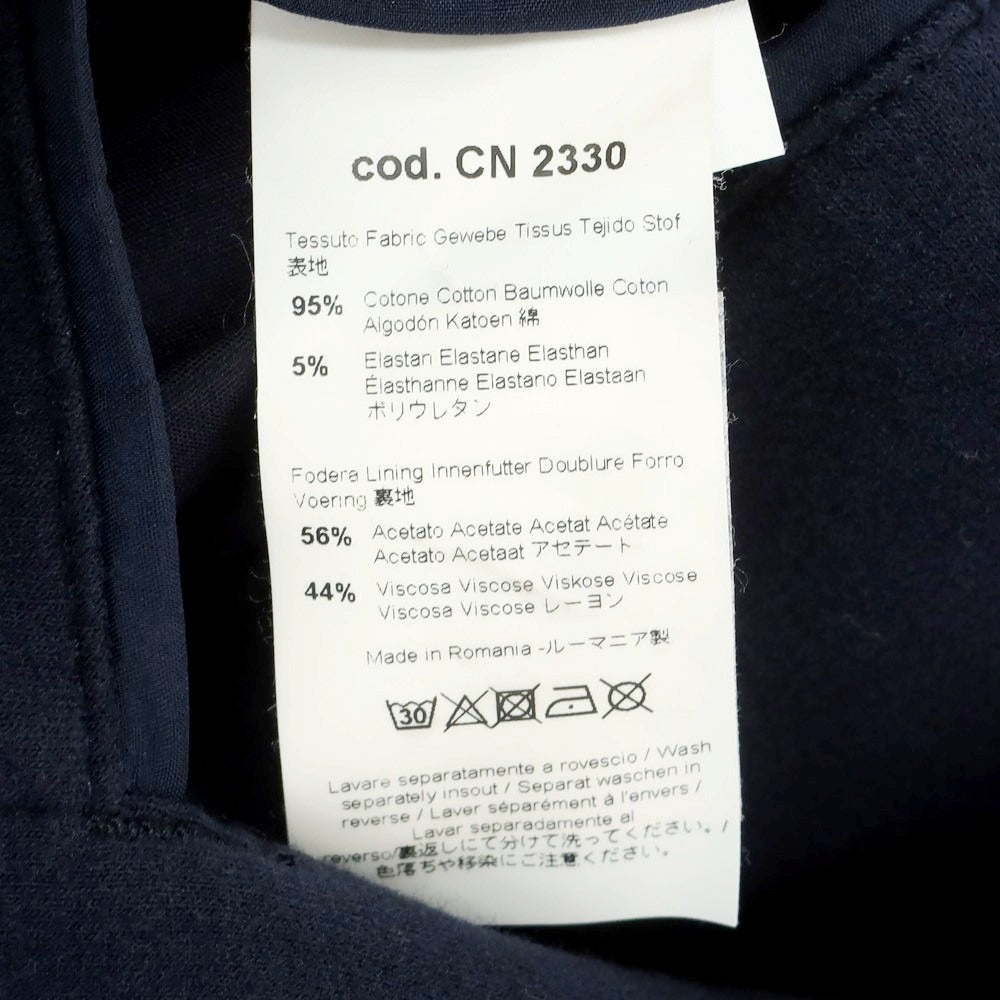 cod. CN 2330
Tessuto Fabric Gewebe Tissus Tejido Stof
表地
95% Cotone Cotton Baumwolle Coton
Algodón Katoen 綿
5% Elastan Elastane Elasthan
Élasthanne Elastano Elastaan
ポリウレタン
Fodera Lining Innenfutter Doublure Forro
Voering 裏地
56% Acetato Acetate Acetat Acétate
Acetato Acetaat アセテート
44% Viscosa Viscose Viskose Viscose
Viscosa Viscose レーヨン
Made in Romania -ルーマニア製
30
Lavare separatamente a rovescio / Wash
separately insout / Separat waschen in
reverse / Laver séparément à l'envers /
Lavar separadamente al
reverso/裏返しにて分けて洗ってください。/
色落ちや移染にご注意ください。